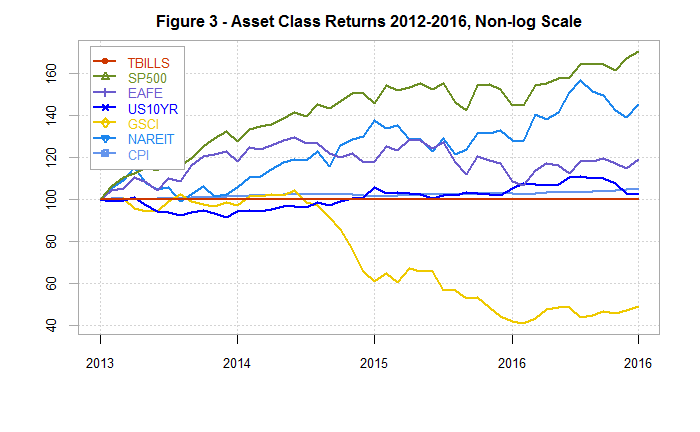 Figure 3 - Asset Class Returns 2012-2016, Non-log Scale
TBILLS
SP500
EAFE
US10YR
GSCI
NAREIT
CPI
160
140
120
100
80
60
40
2013 2014 2015 2016 2016